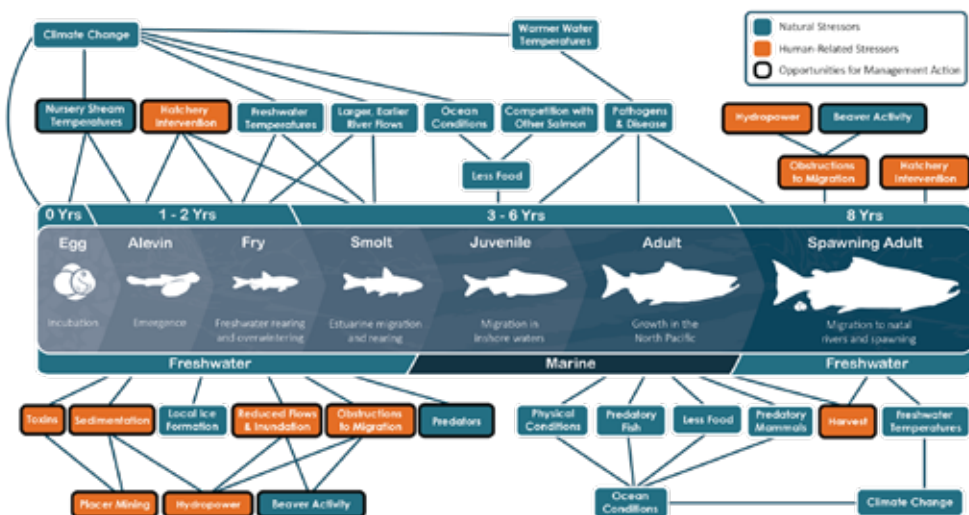 Climate Change
Warmer Water
Temperatures
Natural Stressors
Human-Related Stressors
Opportunities for Management Action
Nursery Stream
Temperatures
Hatchery
Intervention
Freshwater
Temperatures
Larger, Earlier
River Flows
Ocean
Conditions
Competition with
Other Salmon
Pathogens
& Disease
Hydropower
Beaver Activity
Less Food
Obstructions
to Migration
Hatchery
Intervention
0 Yrs
1 - 2 Yrs
3 - 6 Yrs
8 Yrs
Egg
Alevin
Fry
Smolt
Juvenile
Adult
Spawning Adult
Incubation
Emergence
Freshwater rearing
and overwintering
Estuarine migration
and rearing
Migration in
inshore waters
Growth in the
North Pacific
Migration to natal
rivers and spawning
Freshwater
Marine
Freshwater
Toxins
Sedimentation
Local Ice
Formation
Reduced Flows
& Inundation
Obstructions
to Migration
Predators
Physical
Conditions
Predatory
Fish
Less Food
Predatory
Mammals
Harvest
Freshwater
Temperatures
Placer Mining
Hydropower
Beaver Activity
Ocean
Conditions
Climate Change